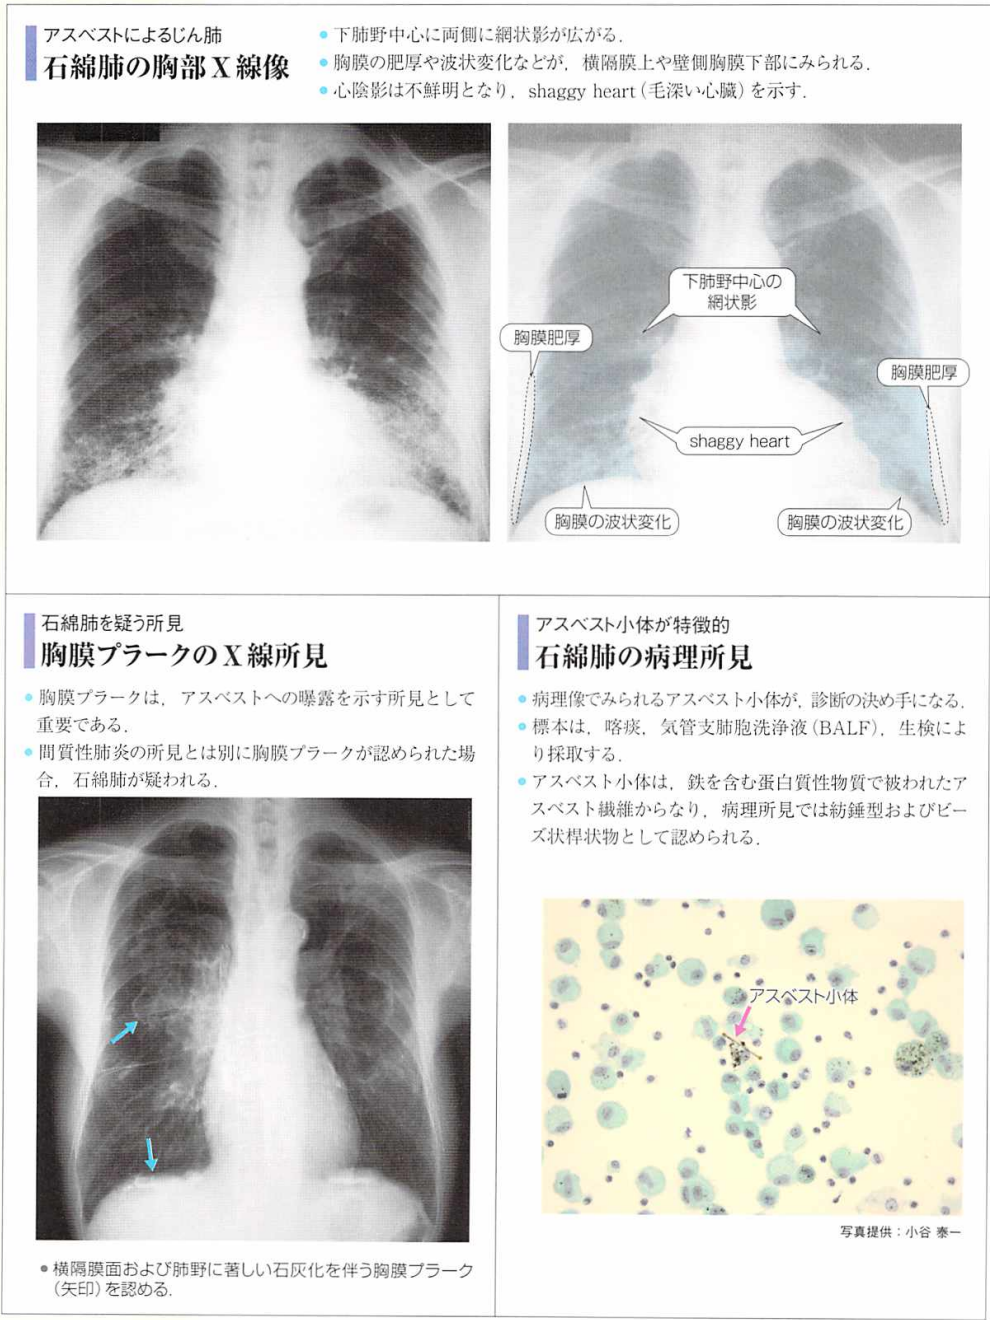 アスベストによるじん肺
石綿肺の胸部X線像
● 下肺野中心に両側に網状影が広がる．
● 胸膜の肥厚や波状変化などが，横隔膜上や壁側胸膜下部にみられる．
● 心陰影は不鮮明となり，shaggy heart（毛深い心臓）を示す．
下肺野中心の
網状影
胸膜肥厚
胸膜肥厚
shaggy heart
胸膜の波状変化
胸膜の波状変化
石綿肺を疑う所見
胸膜プラークのX線所見
● 胸膜プラークは，アスベストへの曝露を示す所見として
重要である．
● 間質性肺炎の所見とは別に胸膜プラークが認められた場
合，石綿肺が疑われる．
● 横隔膜面および肺野に著しい石灰化を伴う胸膜プラーク
（矢印）を認める．
アスベスト小体が特徴的
石綿肺の病理所見
● 病理像でみられるアスベスト小体が，診断の決め手になる．
● 標本は，喀痰，気管支肺胞洗浄液（BALF），生検によ
り採取する．
● アスベスト小体は，鉄を含む蛋白質性物質で被われたア
スベスト繊維からなり，病理所見では紡錘型およびビー
ズ状桿状物として認められる．
アスベスト小体
写真提供：小谷 泰一